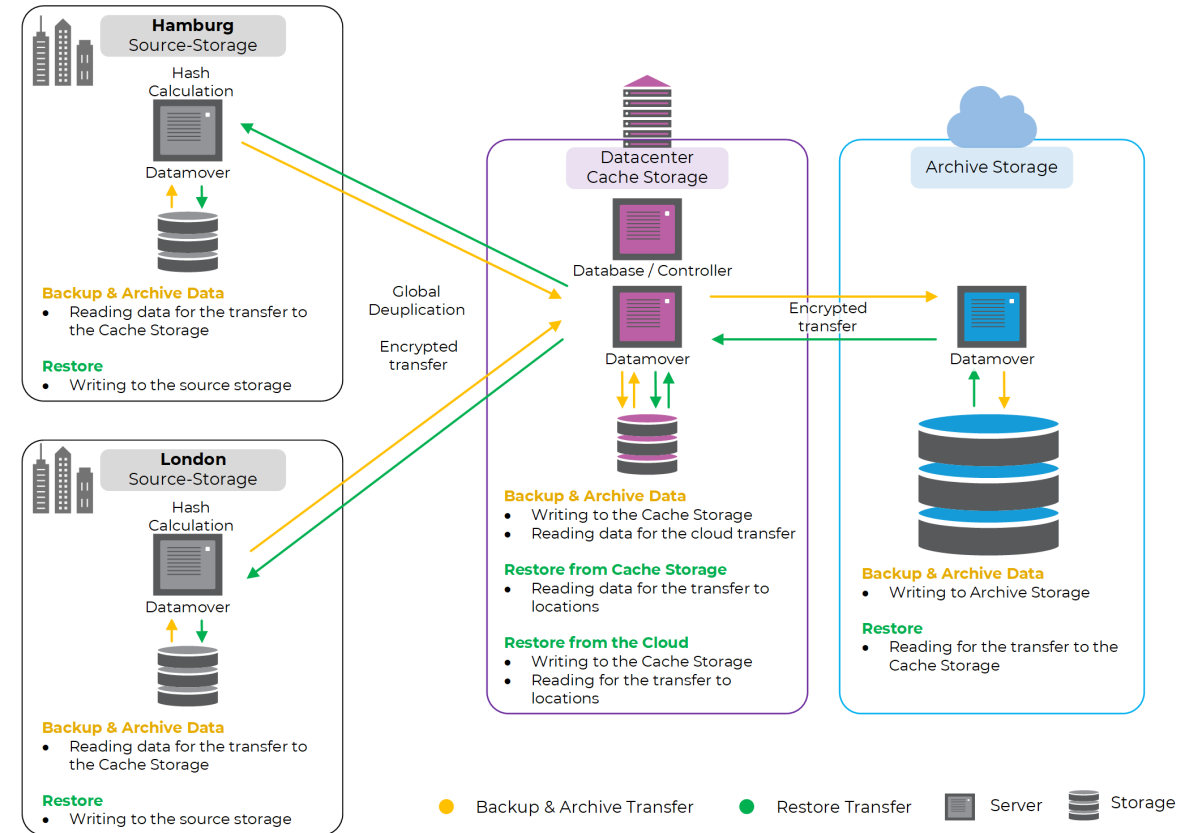 Hamburg
Source-Storage
Hash
Calculation
Datamover
Backup & Archive Data
• Reading data for the transfer to
the Cache Storage
Restore
• Writing to the source storage
London
Source-Storage
Hash
Calculation
Datamover
Backup & Archive Data
• Reading data for the transfer to
the Cache Storage
Restore
• Writing to the source storage
Global
Deuplication
Encrypted
transfer
Datacenter
Cache Storage
Database / Controller
Datamover
Backup & Archive Data
• Writing to the Cache Storage
• Reading data for the cloud transfer
Restore from Cache Storage
• Reading data for the transfer to
locations
Restore from the Cloud
• Writing to the Cache Storage
• Reading for the transfer to
locations
Encrypted
transfer
Archive Storage
Datamover
Backup & Archive Data
• Writing to Archive Storage
Restore
• Reading for the transfer to the
Cache Storage
Backup & Archive Transfer
Restore Transfer
Server
Storage